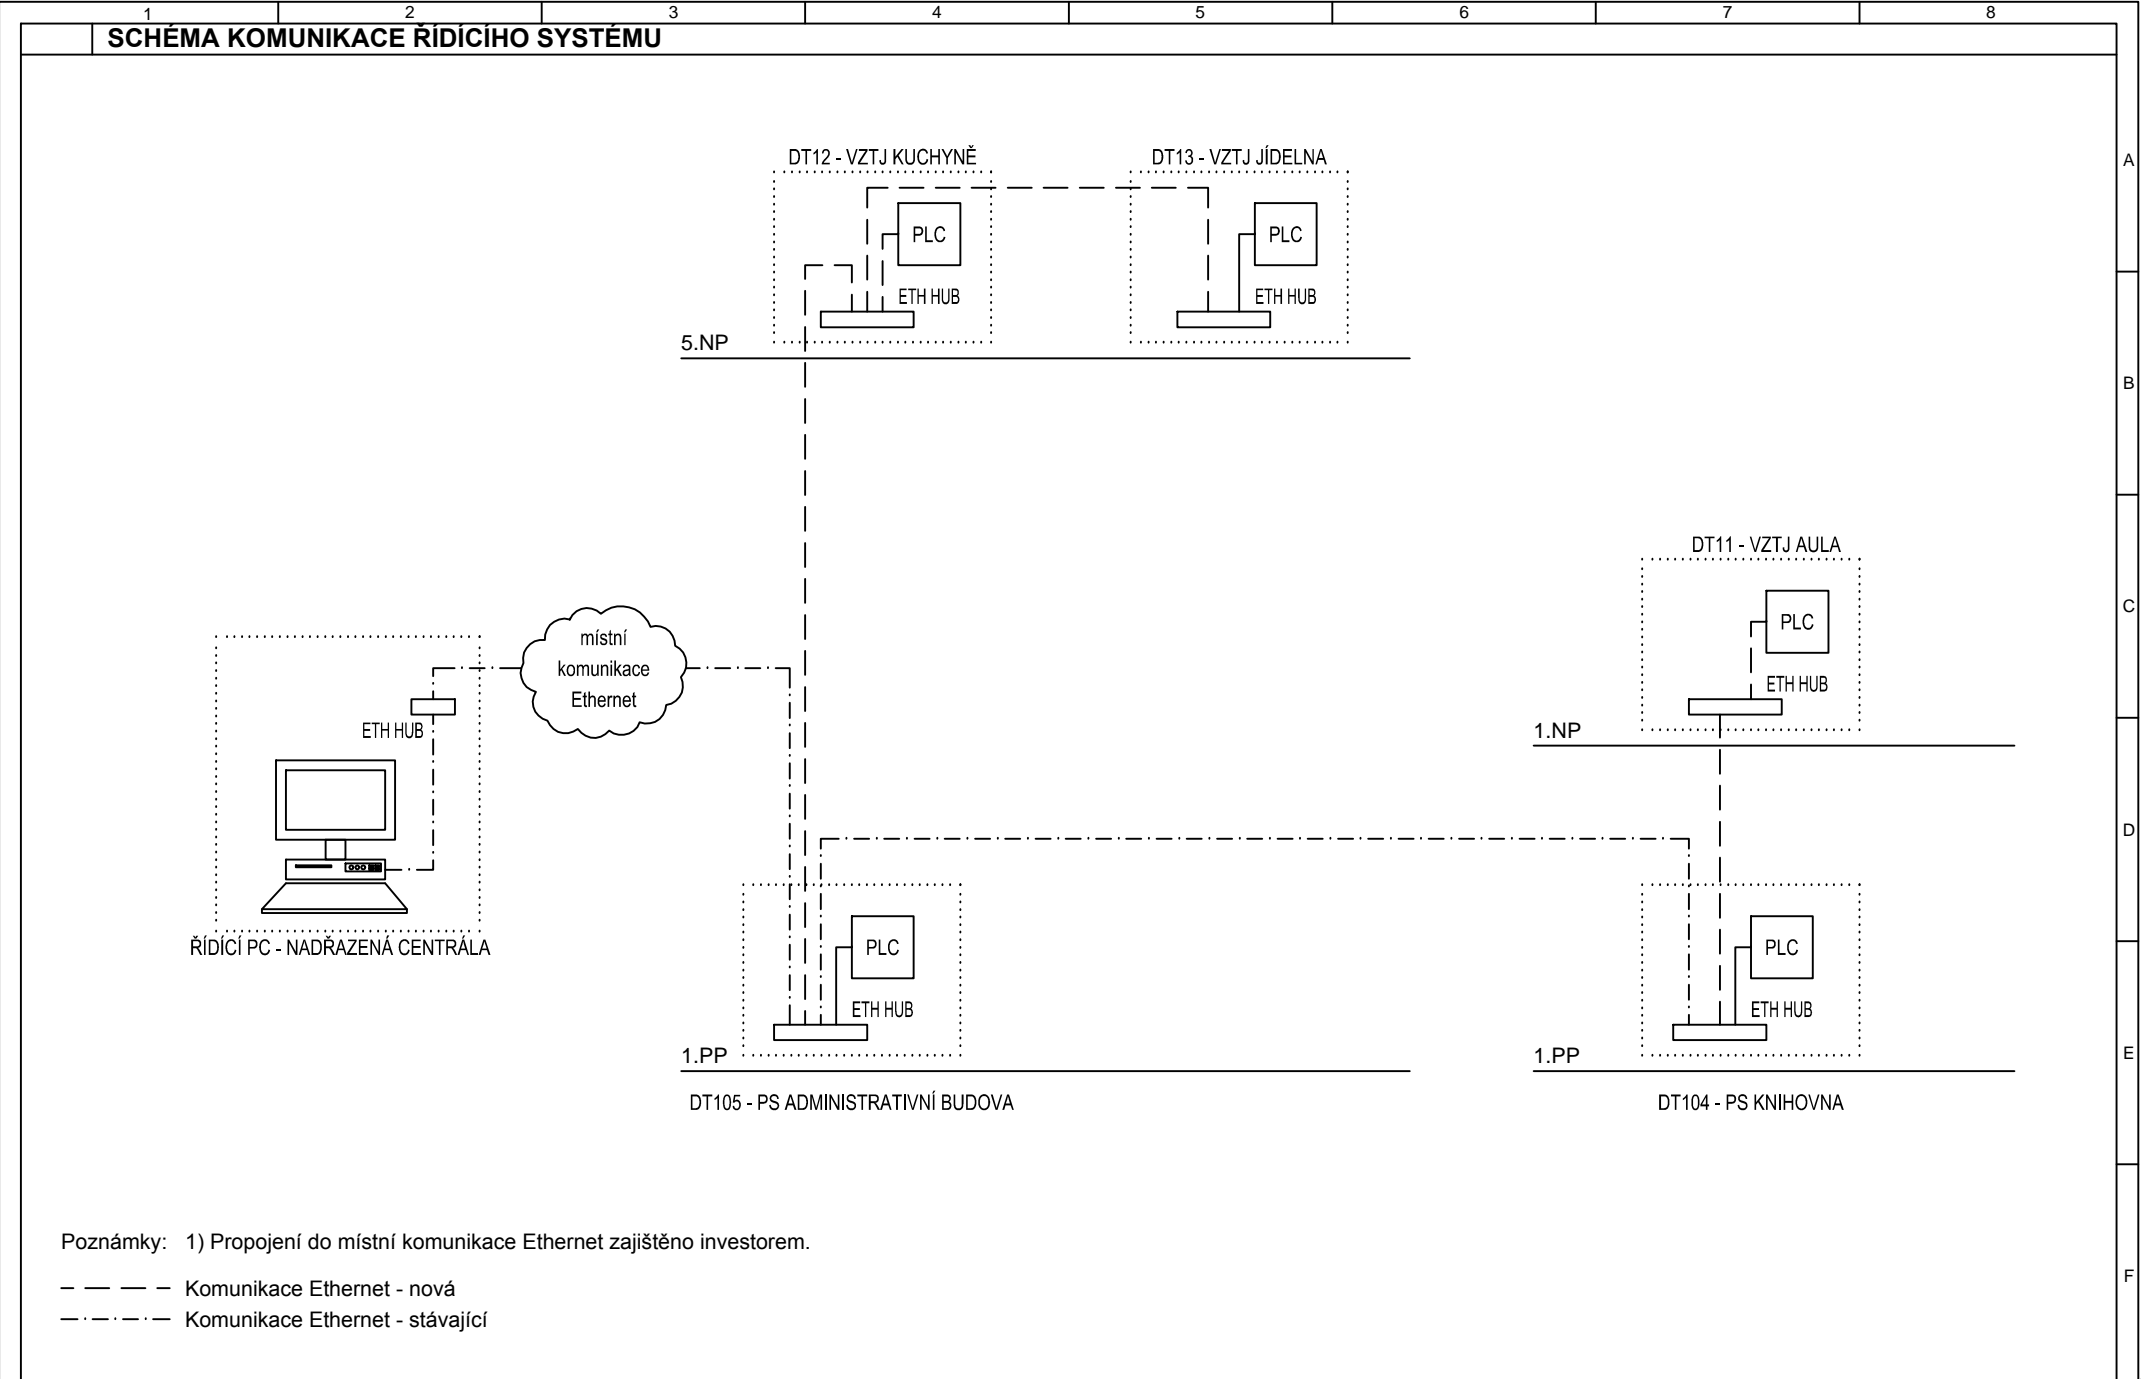 1 2 3 4 5 6 7 8
SCHÉMA KOMUNIKACE ŘÍDÍCÍHO SYSTÉMU
DT12 - VZTJ KUCHYNĚ
DT13 - VZTJ JÍDELNA
A
PLC
PLC
ETH HUB
ETH HUB
5.NP
B
DT11 - VZTJ AULA
C
PLC
místní
komunikace
Ethernet
ETH HUB
ETH HUB
1.NP
D
ŘÍDÍCÍ PC - NADŘAZENÁ CENTRÁLA
PLC
PLC
ETH HUB
ETH HUB
1.PP
1.PP
E
DT105 - PS ADMINISTRATIVNÍ BUDOVA
DT104 - PS KNIHOVNA
Poznámky: 1) Propojení do místní komunikace Ethernet zajištěno investorem.
F
Komunikace Ethernet - nová
Komunikace Ethernet - stávající